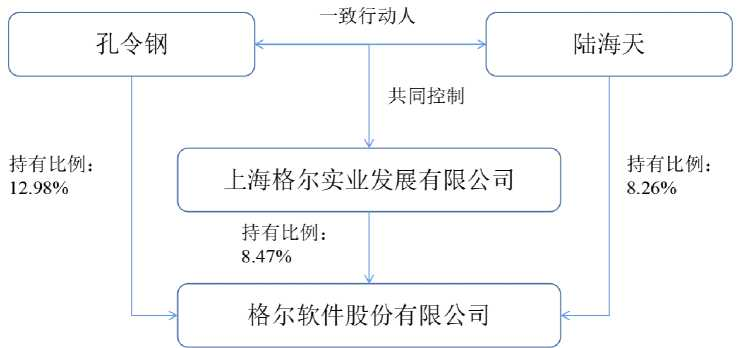 一致行动人
孔令钢
陆海天
共同控制
持有比例：
12.98%
上海格尔实业发展有限公司
持有比例：
8.26%
持有比例：
8.47%
格尔软件股份有限公司